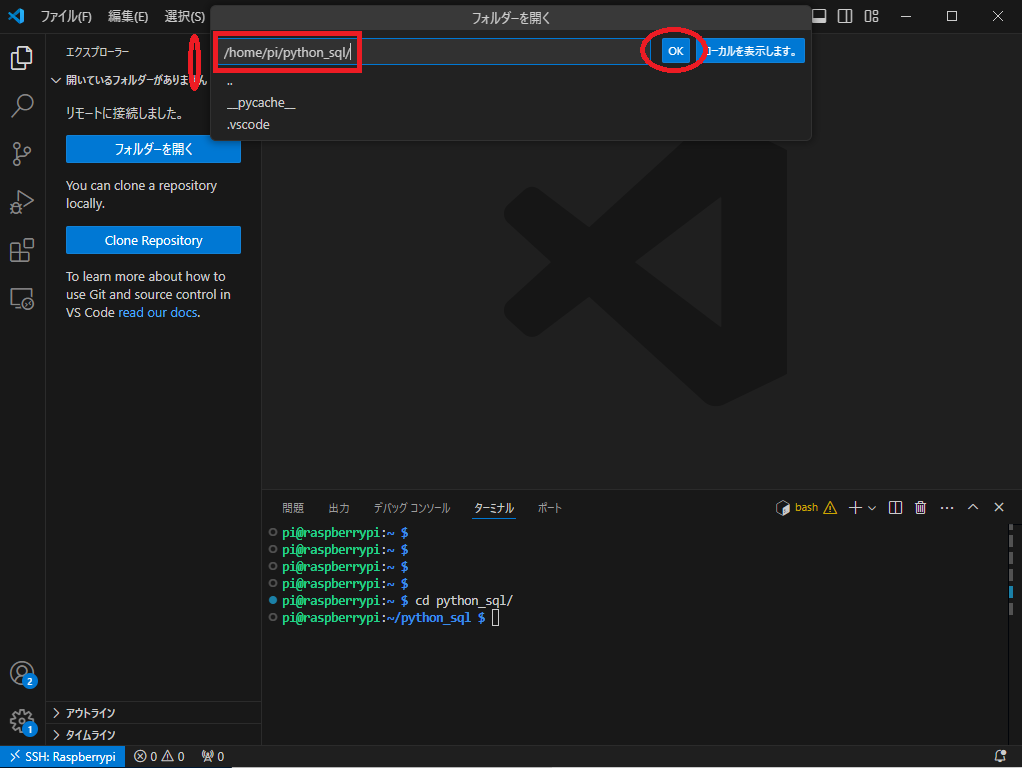 ファイル(F) 編集(E) 選択(S)
フォルダーを開く
エクスプローラー
/home/pi/python_sql/
OK
ーカルを表示します。
開いているフォルダーがありません
..
__pycache__
.vscode
リモートに接続しました。
フォルダーを開く
You can clone a repository
locally.
Clone Repository
To learn more about how to
use Git and source control in
VS Code read our docs.
問題 出力 デバッグ コンソール ターミナル ポート
bash
pi@raspberrypi:~ $
pi@raspberrypi:~ $
pi@raspberrypi:~ $
pi@raspberrypi:~ $
pi@raspberrypi:~ $ cd python_sql/
pi@raspberrypi:~/python_sql $
2
1
アウトライン
タイムライン
SSH: Raspberrypi 0 0 0